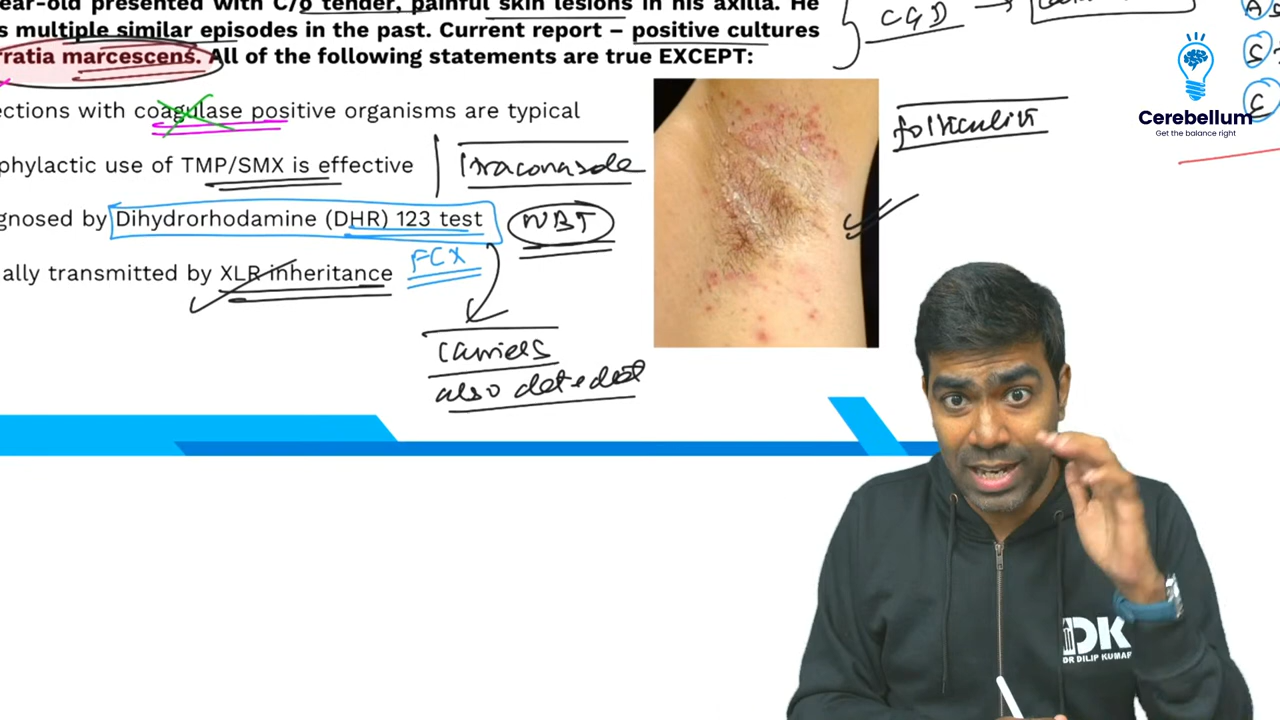 ear-old presented with C/o tender, painful skin lesions in his axilla. He
s multiple similar episodes in the past. Current report – positive cultures
rratia marcescens. All of the following statements are true EXCEPT:
ections with coagulase positive organisms are typical
phylactic use of TMP/SMX is effective
Itraconazole
gnosed by Dihydrorhodamine (DHR) 123 test
NBT
ally transmitted by XLR inheritance
FCX
carriers
also detected
folliculitis
CGD
A
S
C
Cerebellum
Get the balance right
DK
DR DILIP KUMAR